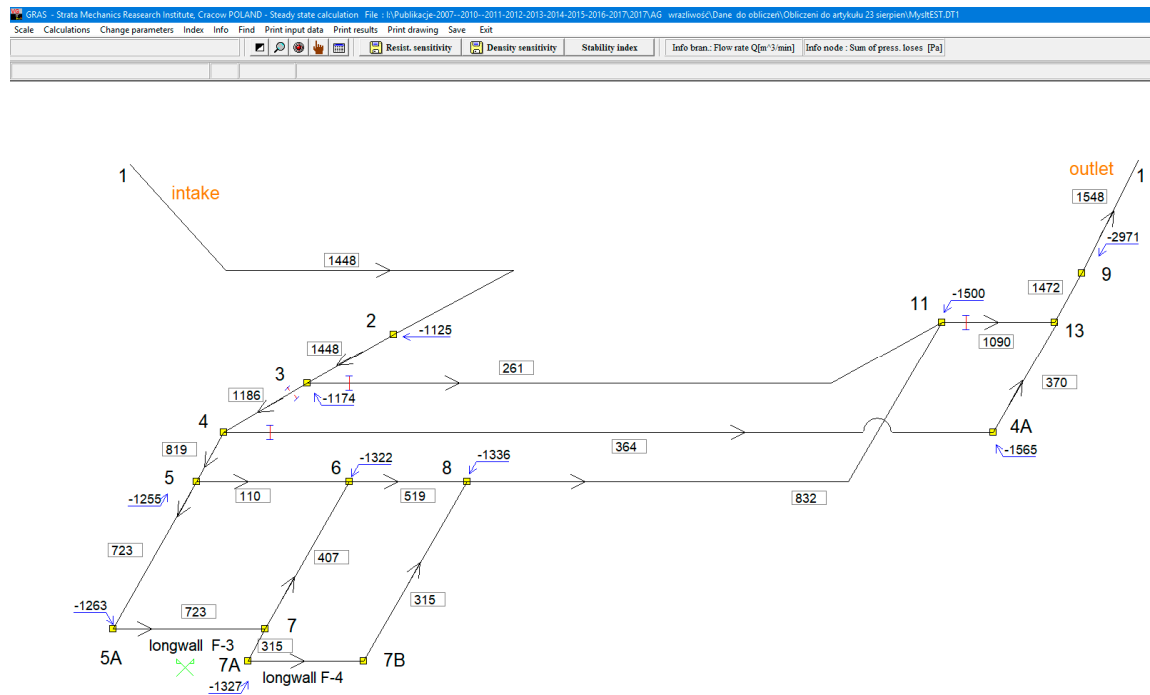 GRAS - Strata Mechanics Reasearch Institute, Cracow POLAND - Steady state calculation File : I:\Publikacje-2007--2010--2011-2012-2013-2014-2015-2016-2017\2017\AG wrazliwość\Dane do obliczeń\Obliczeni do artykułu 23 sierpien\MysItEST.DT1
Scale Calculations Change parameters Index Info Find Print input data Print results Print drawing Save Exit
Resist. sensitivity Density sensitivity Stability index Info bran.: Flow rate Q[m^3/min] Info node : Sum of press. loses [Pa]
1 outlet 1
intake 1548
-2971
1448 9
1472
11 -1500
2 -1125 13
1448 1090
3 261 370
1186 -1174
4 4A
819 364 -1565
5 6 -1322 8 -1336
-1255 110 519 832
723 407
315
-1263 723
7
5A longwall F-3 315
7A 7B
longwall F-4
-1327